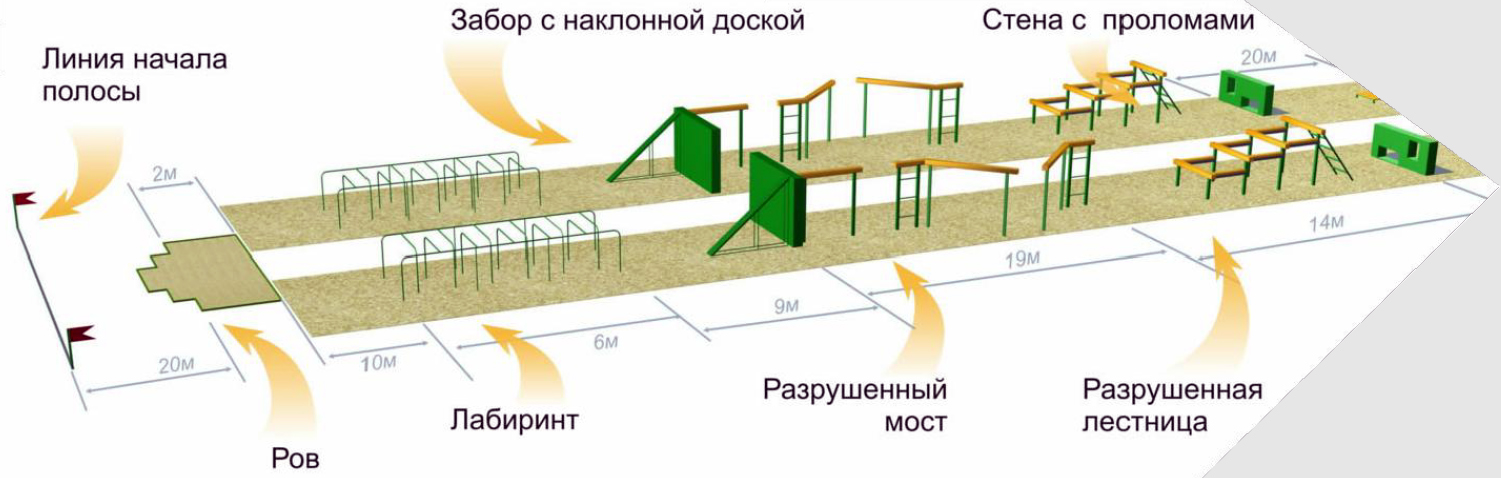 Забор с наклонной доской
Стена с проломами
Линия начала
полосы
20м
2м
14м
19м
9м
6м
10м
20м
Разрушенный
мост
Разрушенная
лестница
Лабиринт
Ров